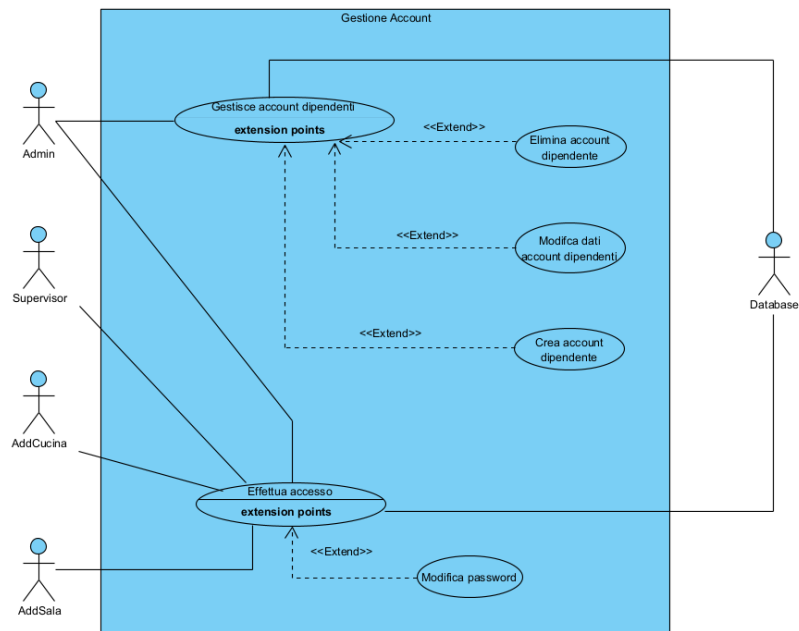 Gestione Account
Gestisce account dipendenti
extension points
<<Extend>>
Elimina account
dipendente
Admin
<<Extend>>
Modifca dati
account dipendenti
Supervisor
Database
<<Extend>>
Crea account
dipendente
AddCucina
Effettua accesso
extension points
<<Extend>>
Modifica password
AddSala